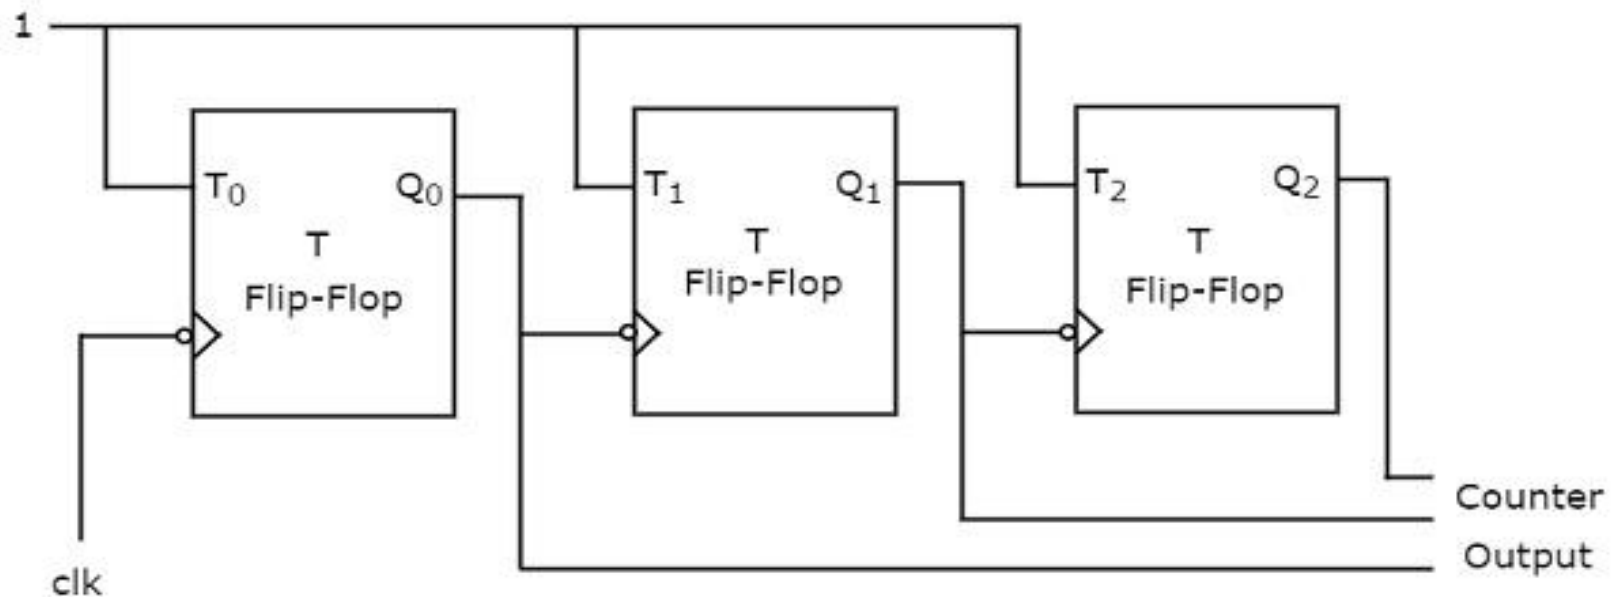 1
T₀ Q₀
T
Flip-Flop
T₁ Q₁
T
Flip-Flop
T₂ Q₂
T
Flip-Flop
clk
Counter
Output